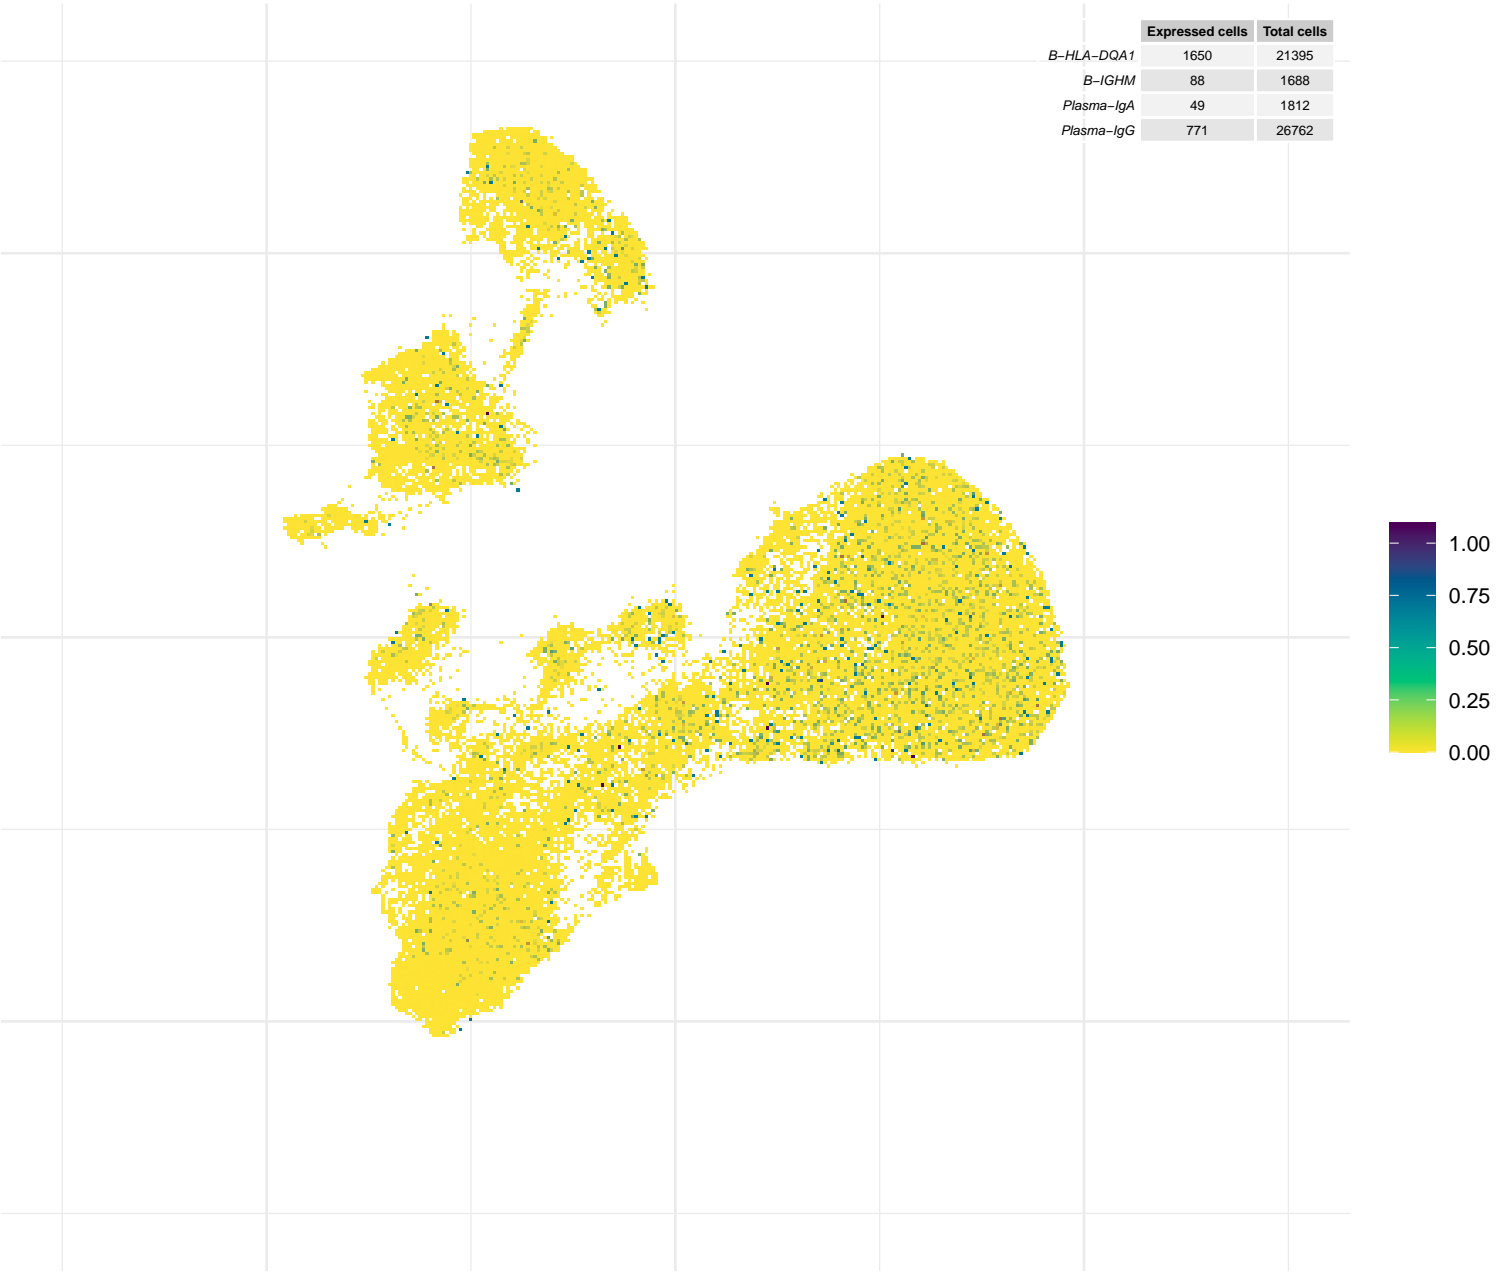 Expressed cells Total cells
B−HLA−DQA1 1650 21395
B−IGHM 88 1688
Plasma−IgA 49 1812
Plasma−IgG 771 26762
1.00
0.75
0.50
0.25
0.00